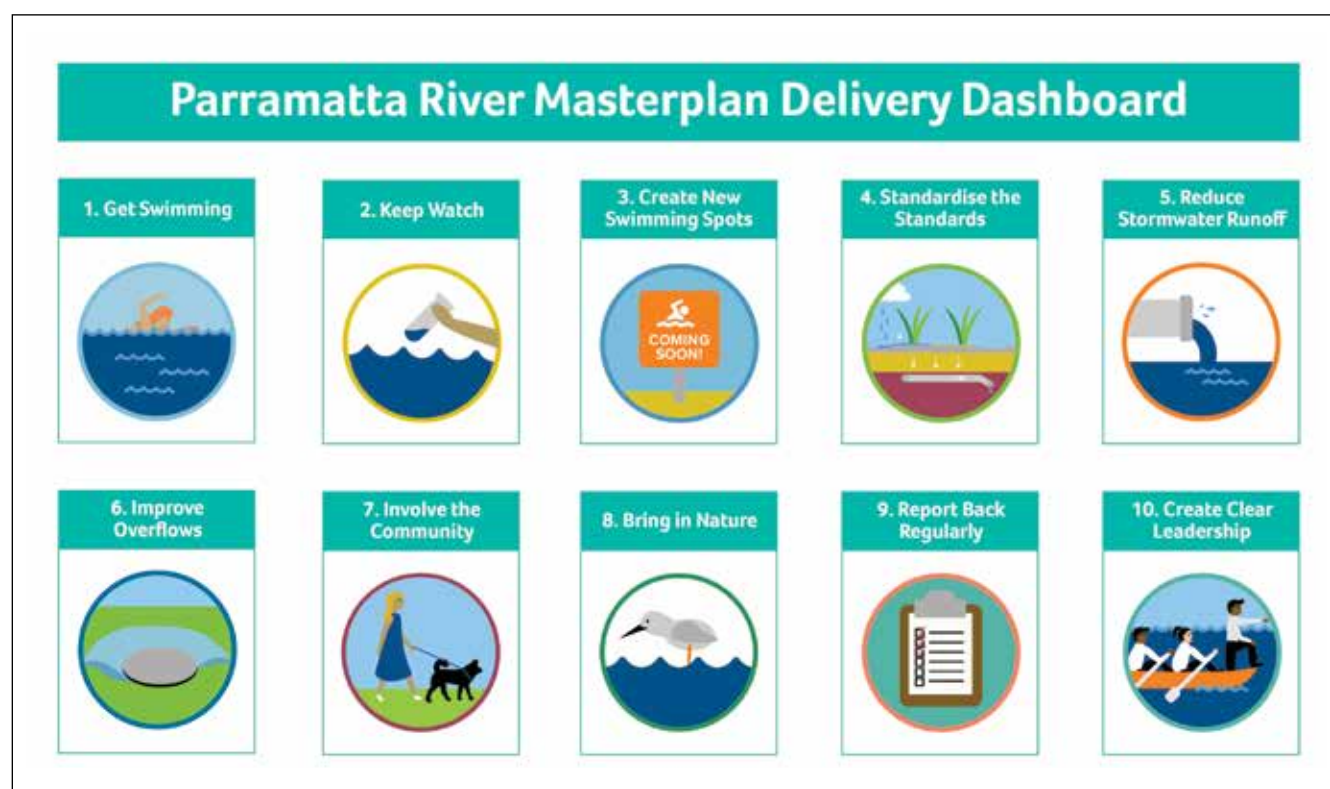 Parramatta River Masterplan Delivery Dashboard
1. Get Swimming
2. Keep Watch
3. Create New
Swimming Spots
4. Standardise the
Standards
5. Reduce
Stormwater Runoff
COMING
SOON!
6. Improve
Overflows
7. Involve the
Community
8. Bring in Nature
9. Report Back
Regularly
10. Create Clear
Leadership